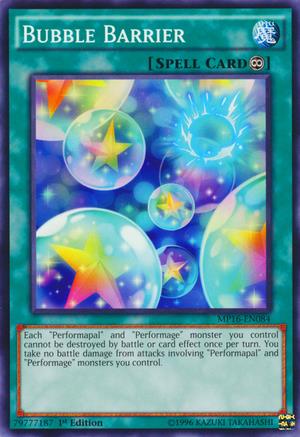 BUBBLE BARRIER
[SPELL CARD]
MP16-EN084
Each "Performapal" and "Performage" monster you control
cannot be destroyed by battle or card effect once per turn. You
take no battle damage from attacks involving "Performapal" and
"Performage" monsters you control.
79777187 1st Edition ©1996 KAZUKI TAKAHASHI